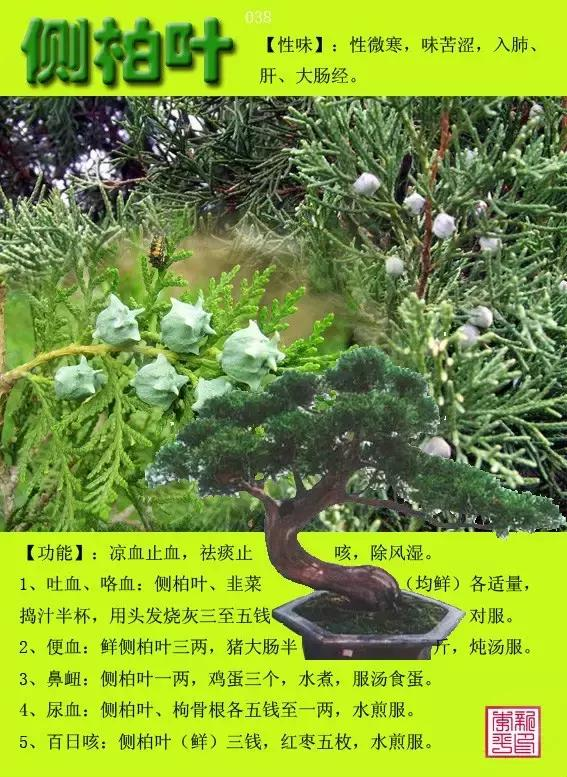 038
侧柏叶
【性味】：性微寒，味苦涩，入肺、
肝、大肠经。
【功能】：凉血止血，祛痰止咳，除风湿。
1、吐血、咯血：侧柏叶、韭菜（均鲜）各适量，
捣汁半杯，用头发烧灰三至五钱对服。
2、便血：鲜侧柏叶三两，猪大肠半斤，炖汤服。
3、鼻衄：侧柏叶一两，鸡蛋三个，水煮，服汤食蛋。
4、尿血：侧柏叶、枸骨根各五钱至一两，水煎服。
5、百日咳：侧柏叶（鲜）三钱，红枣五枚，水煎服。